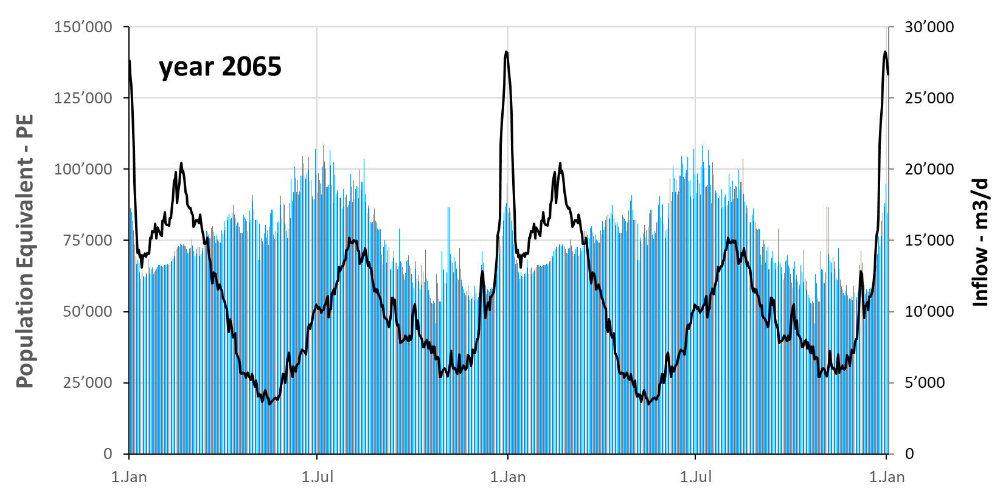 year 2065
Population Equivalent - PE
150’000
125’000
100’000
75’000
50’000
25’000
0
30’000
25’000
20’000
15’000
10’000
5’000
0
Inflow - m3/d
1.Jan
1.Jul
1.Jan
1.Jul
1.Jan